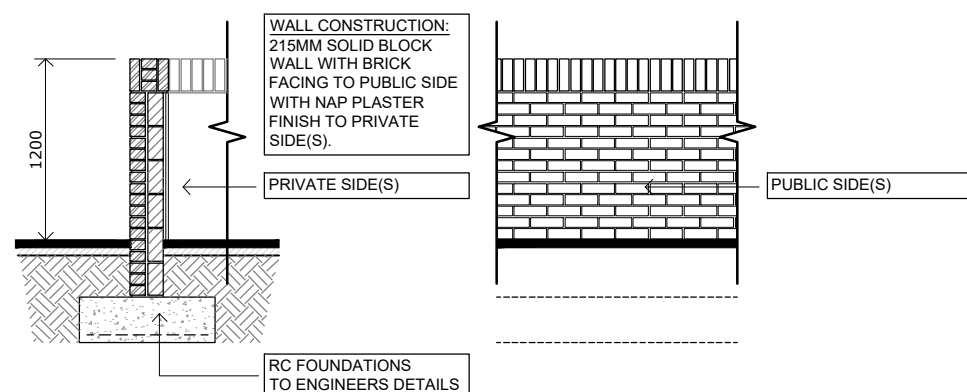 WALL CONSTRUCTION:
215MM SOLID BLOCK
WALL WITH BRICK
FACING TO PUBLIC SIDE
WITH NAP PLASTER
FINISH TO PRIVATE
SIDE(S).
1200
PRIVATE SIDE(S)
PUBLIC SIDE(S)
RC FOUNDATIONS
TO ENGINEERS DETAILS